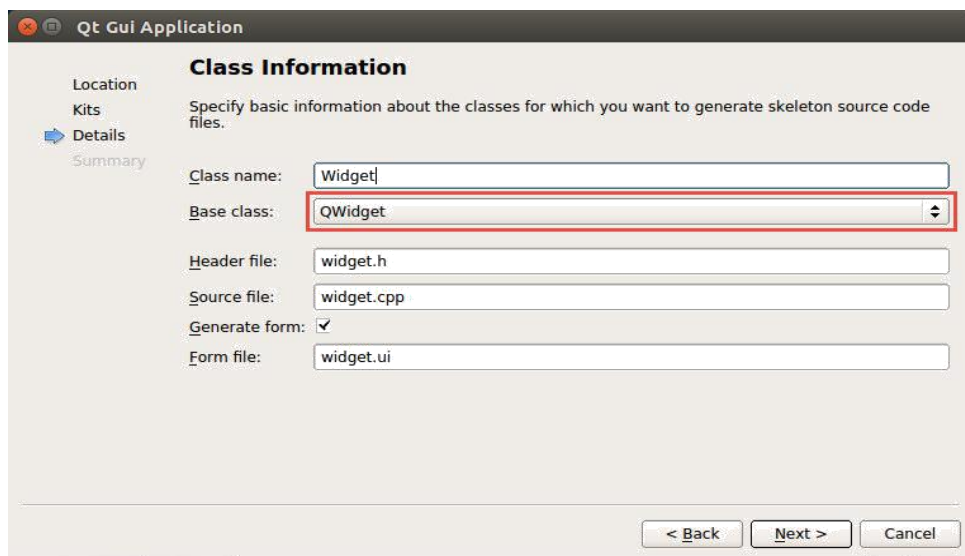 Qt Gui Application
Class Information
Location
Kits
Details
Summary
Specify basic information about the classes for which you want to generate skeleton source code
files.
Class name: Widget
Base class: QWidget
Header file: widget.h
Source file: widget.cpp
Generate form:
Form file: widget.ui
< Back Next > Cancel